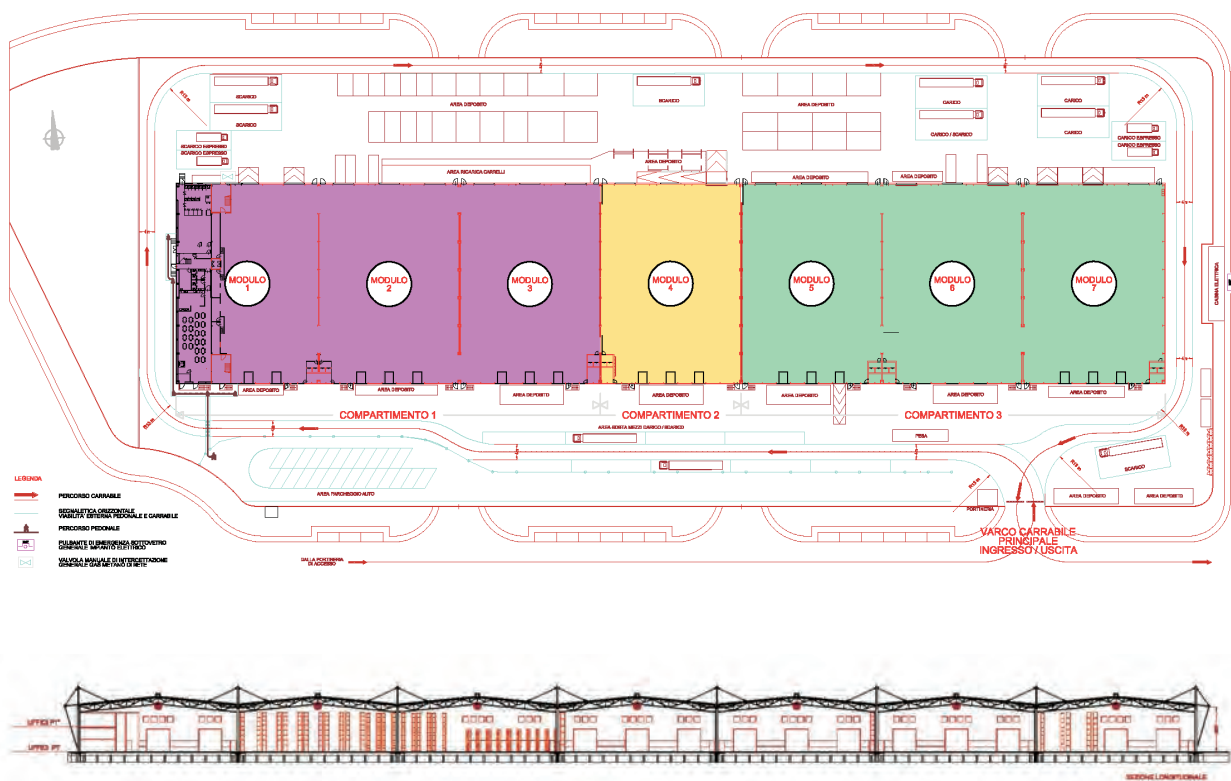 SCARICO
SCARICO
SCARICO ESPRESSO
SCARICO ESPRESSO
AREA DEPOSITO
SCARICO
AREA DEPOSITO
CARICO
CARICO / SCARICO
CARICO
CARICO
CARICO ESPRESSO
CARICO ESPRESSO
R15 m
R15 m
AREA RICARICA CARRELLI
AREA DEPOSITO
AREA DEPOSITO
AREA DEPOSITO
MODULO
1
MODULO
2
MODULO
3
MODULO
4
MODULO
5
MODULO
6
MODULO
7
CABINA ELETTRICA
AREA DEPOSITO
AREA DEPOSITO
AREA DEPOSITO
AREA DEPOSITO
AREA DEPOSITO
AREA DEPOSITO
AREA DEPOSITO
COMPARTIMENTO 1
COMPARTIMENTO 2
COMPARTIMENTO 3
AREA SOSTA MEZZI CARICO / SCARICO
PESA
SCARICO
AREA PARCHEGGIO AUTO
PORTINERIA
AREA DEPOSITO
AREA DEPOSITO
VARCO CARRABILE
PRINCIPALE
INGRESSO / USCITA
DALLA PORTINERIA
DI ACCESSO
LEGENDA
PERCORSO CARRABILE
SEGNALETICA ORIZZONTALE
VIABILITA' ESTERNA PEDONALE E CARRABILE
PERCORSO PEDONALE
PULSANTE DI EMERGENZA SOTTOVETRO
GENERALE IMPIANTO ELETTRICO
VALVOLA MANUALE DI INTERCETTAZIONE
GENERALE GAS METANO DI RETE
UFFICI P1°
UFFICI PT
SEZIONE LONGITUDINALE